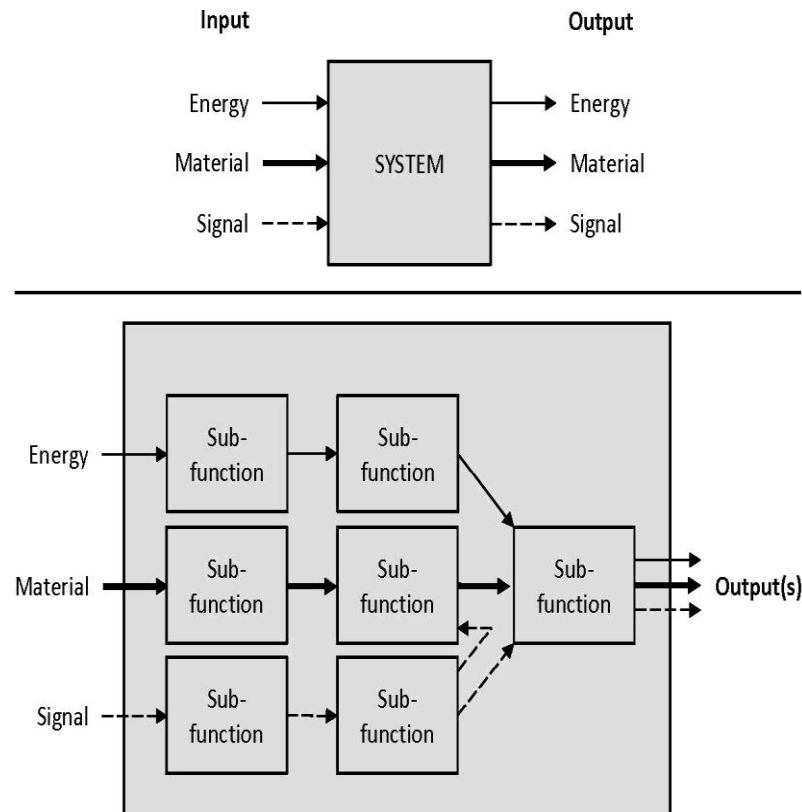 Input
Output
Energy
Energy
Material
SYSTEM
Material
Signal
Signal
Sub-
function
Sub-
function
Energy
Sub-
function
Sub-
function
Sub-
function
Material
Output(s)
Sub-
function
Sub-
function
Signal